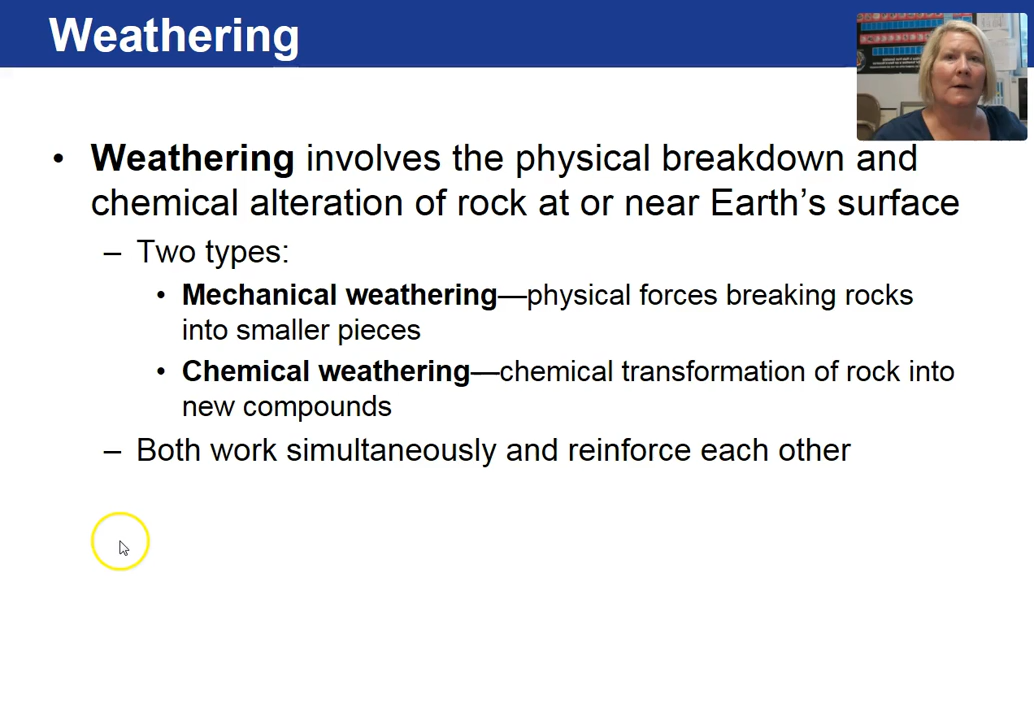 Weathering
• Weathering involves the physical breakdown and
chemical alteration of rock at or near Earth's surface
– Two types:
• Mechanical weathering—physical forces breaking rocks
into smaller pieces
• Chemical weathering—chemical transformation of rock into
new compounds
– Both work simultaneously and reinforce each other